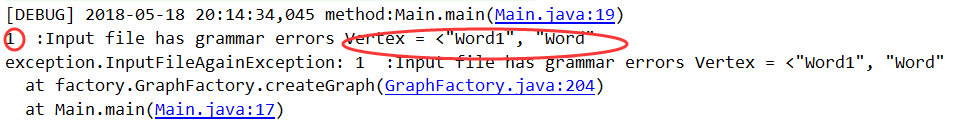 [DEBUG] 2018-05-18 20:14:34,045 method:Main.main(Main.java:19)
1  :Input file has grammar errors Vertex = <"Word1", "Word"
exception.InputFileAgainException: 1  :Input file has grammar errors Vertex = <"Word1", "Word"
at factory.GraphFactory.createGraph(GraphFactory.java:204)
at Main.main(Main.java:17)